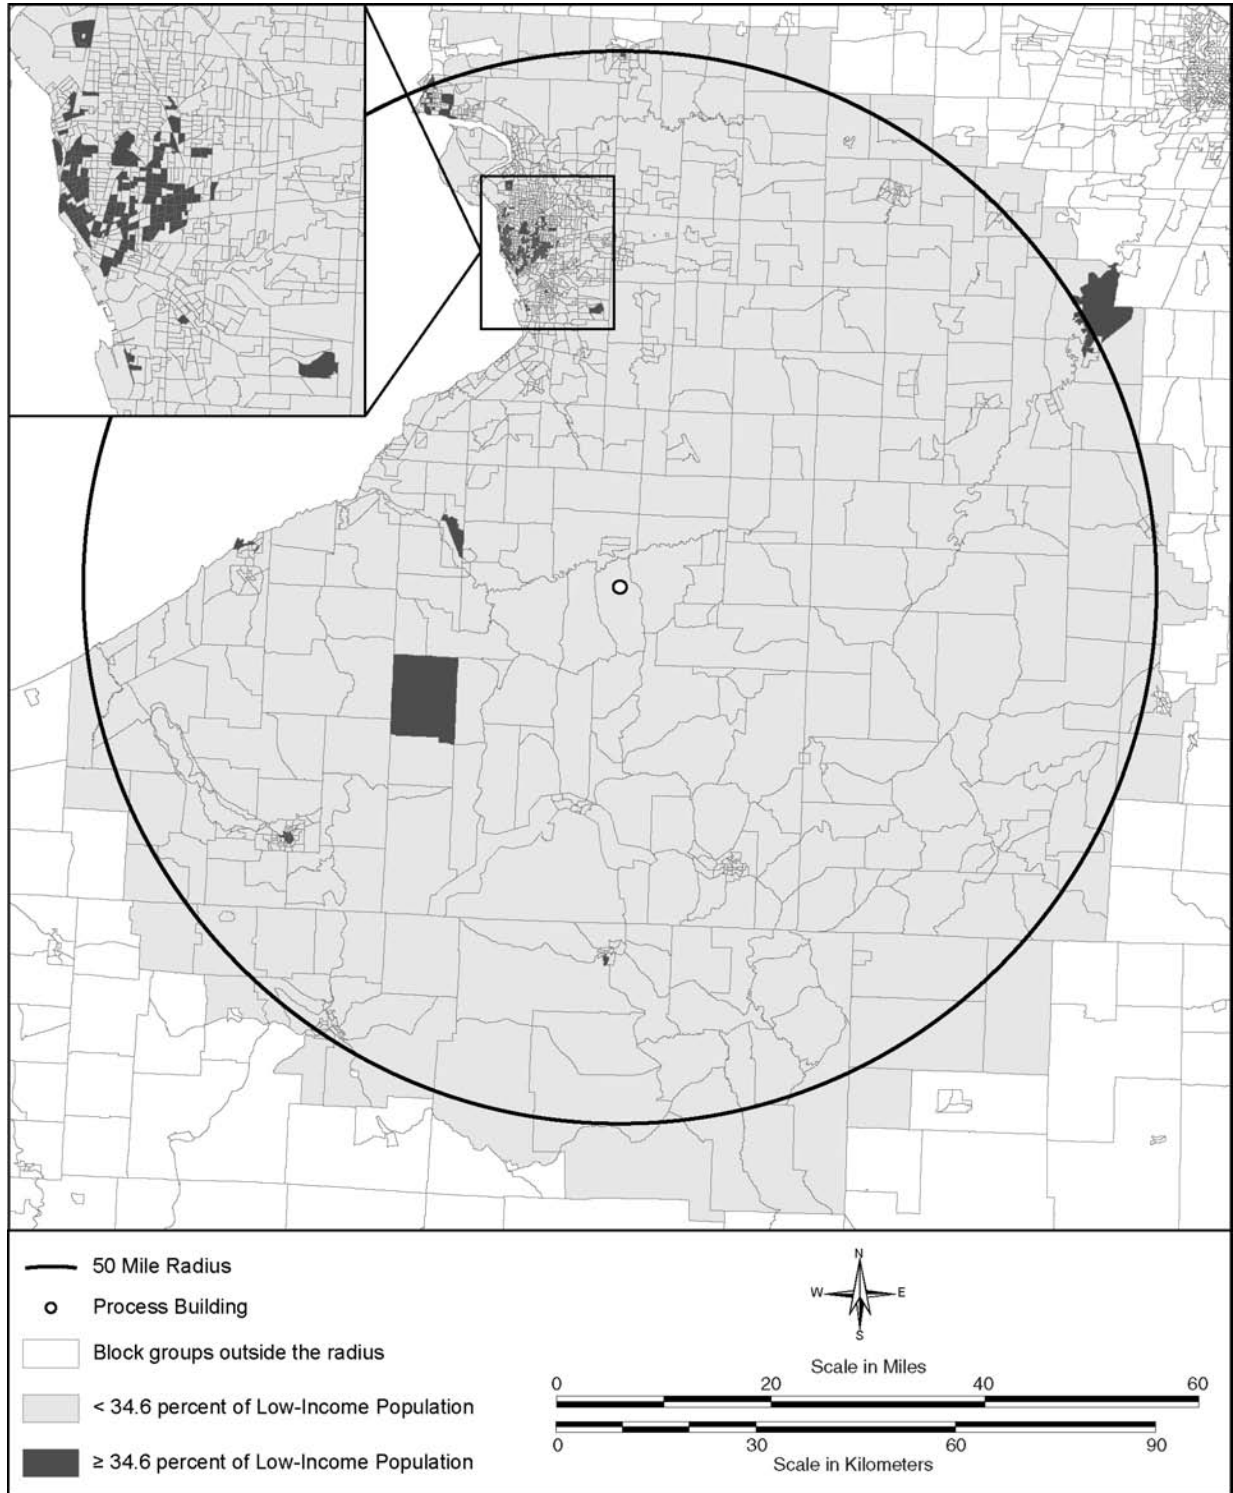 50 Mile Radius
Process Building
Block groups outside the radius
< 34.6 percent of Low-Income Population
≥ 34.6 percent of Low-Income Population
N
W E
S
Scale in Miles
0 20 40 60
0 30 60 90
Scale in Kilometers